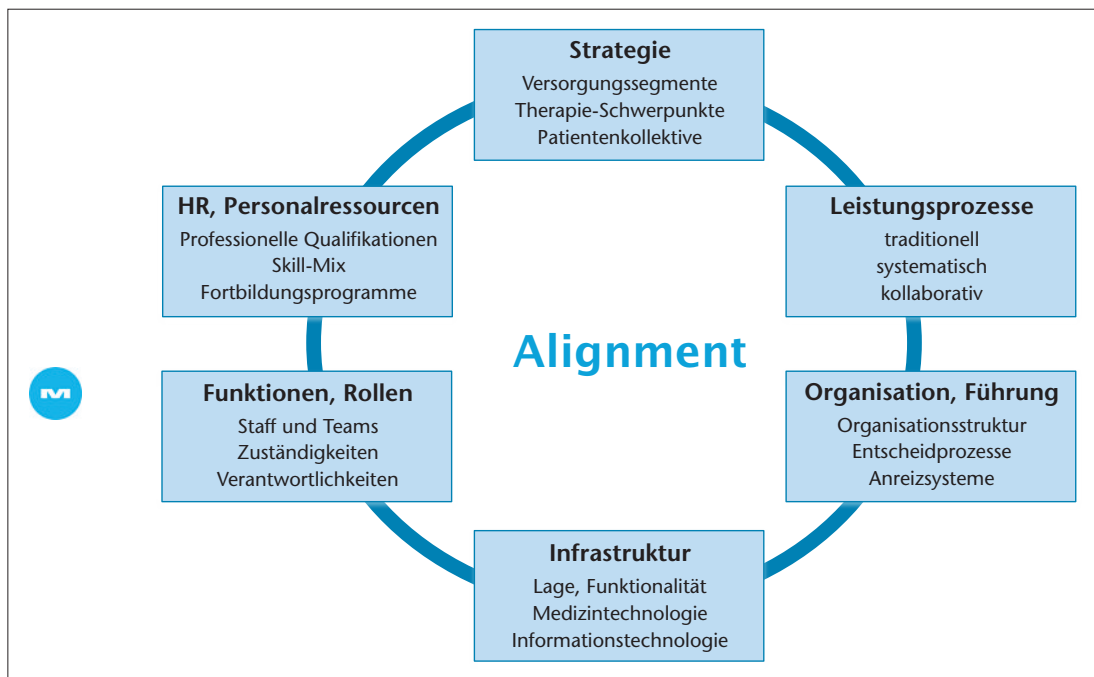 Strategie
Versorgungssegmente
Therapie-Schwerpunkte
Patientenkollektive
HR, Personalressourcen
Professionelle Qualifikationen
Skill-Mix
Fortbildungsprogramme
Leistungsprozesse
traditionell
systematisch
kollaborativ
Alignment
Funktionen, Rollen
Staff und Teams
Zuständigkeiten
Verantwortlichkeiten
Organisation, Führung
Organisationsstruktur
Entscheidprozesse
Anreizsysteme
Infrastruktur
Lage, Funktionalität
Medizintechnologie
Informationstechnologie